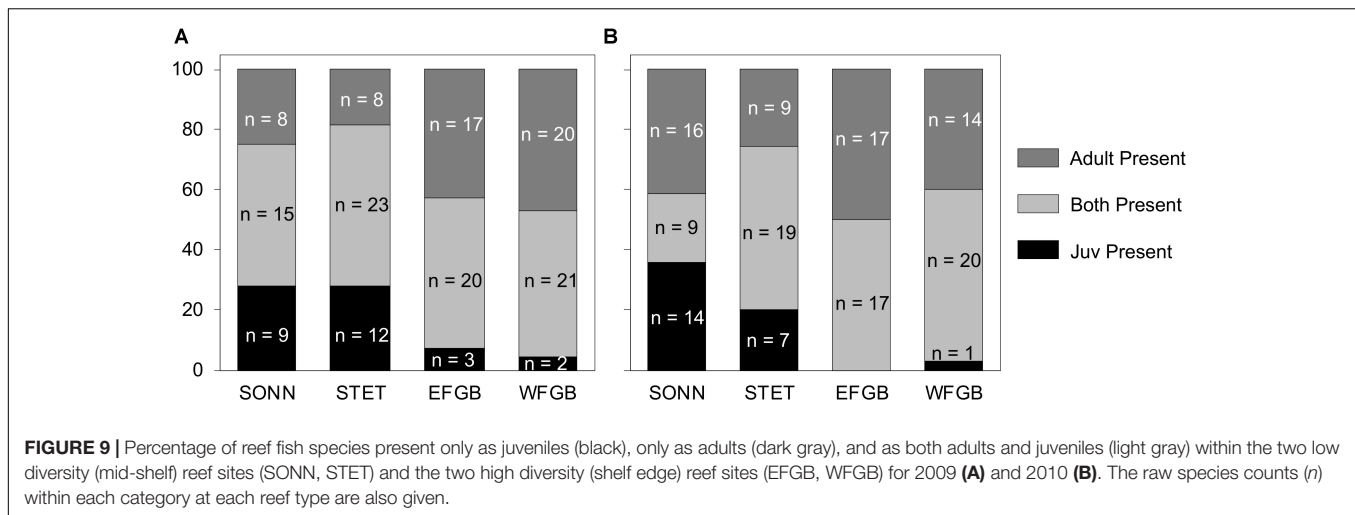 A B
100
80
60
40
20
0
n = 8 n = 8 n = 17 n = 20
n = 15 n = 23 n = 20 n = 21
n = 9 n = 12 n = 3 n = 2
SONN STET EFGB WFGB
n = 16 n = 9 n = 17 n = 14
n = 9 n = 19 n = 17 n = 20
n = 14 n = 7 n = 1
SONN STET EFGB WFGB
Adult Present
Both Present
Juv Present
FIGURE 9 | Percentage of reef fish species present only as juveniles (black), only as adults (dark gray), and as both adults and juveniles (light gray) within the two low
diversity (mid-shelf) reef sites (SONN, STET) and the two high diversity (shelf edge) reef sites (EFGB, WFGB) for 2009 (A) and 2010 (B). The raw species counts (n)
within each category at each reef type are also given.